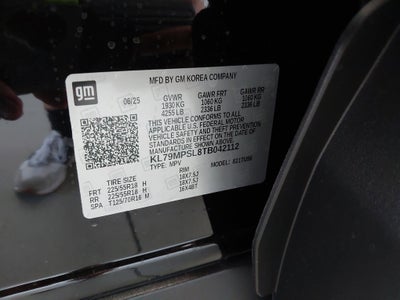 gm
MFD BY GM KOREA COMPANY
06/25 GVWR GAWR FRT GAWR RR
1930 KG 1060 KG 1060 KG
4255 LB 2336 LB 2336 LB
THIS VEHICLE CONFORMS TO ALL
APPLICABLE U.S. FEDERAL MOTOR
VEHICLE SAFETY AND THEFT PREVENTION
STANDARDS IN EFFECT ON THE DATE OF
MANUFACTURE SHOWN ABOVE.
KL79MPSL8TB042112
TYPE: MPV MODEL:
TIRE SIZE RIM
FRT 225/55R18 H 18X7.5J
RR 225/55R18 H 18X7.5J
SPA T125/70R16 M 16X4BT